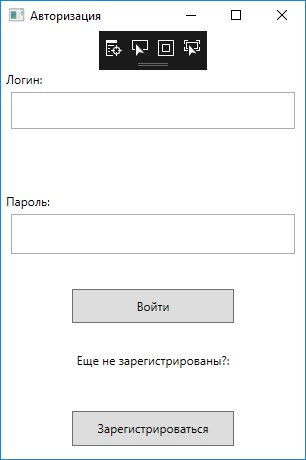 Авторизация
Логин:
Пароль:
Войти
Еще не зарегистрированы?:
Зарегистрироваться